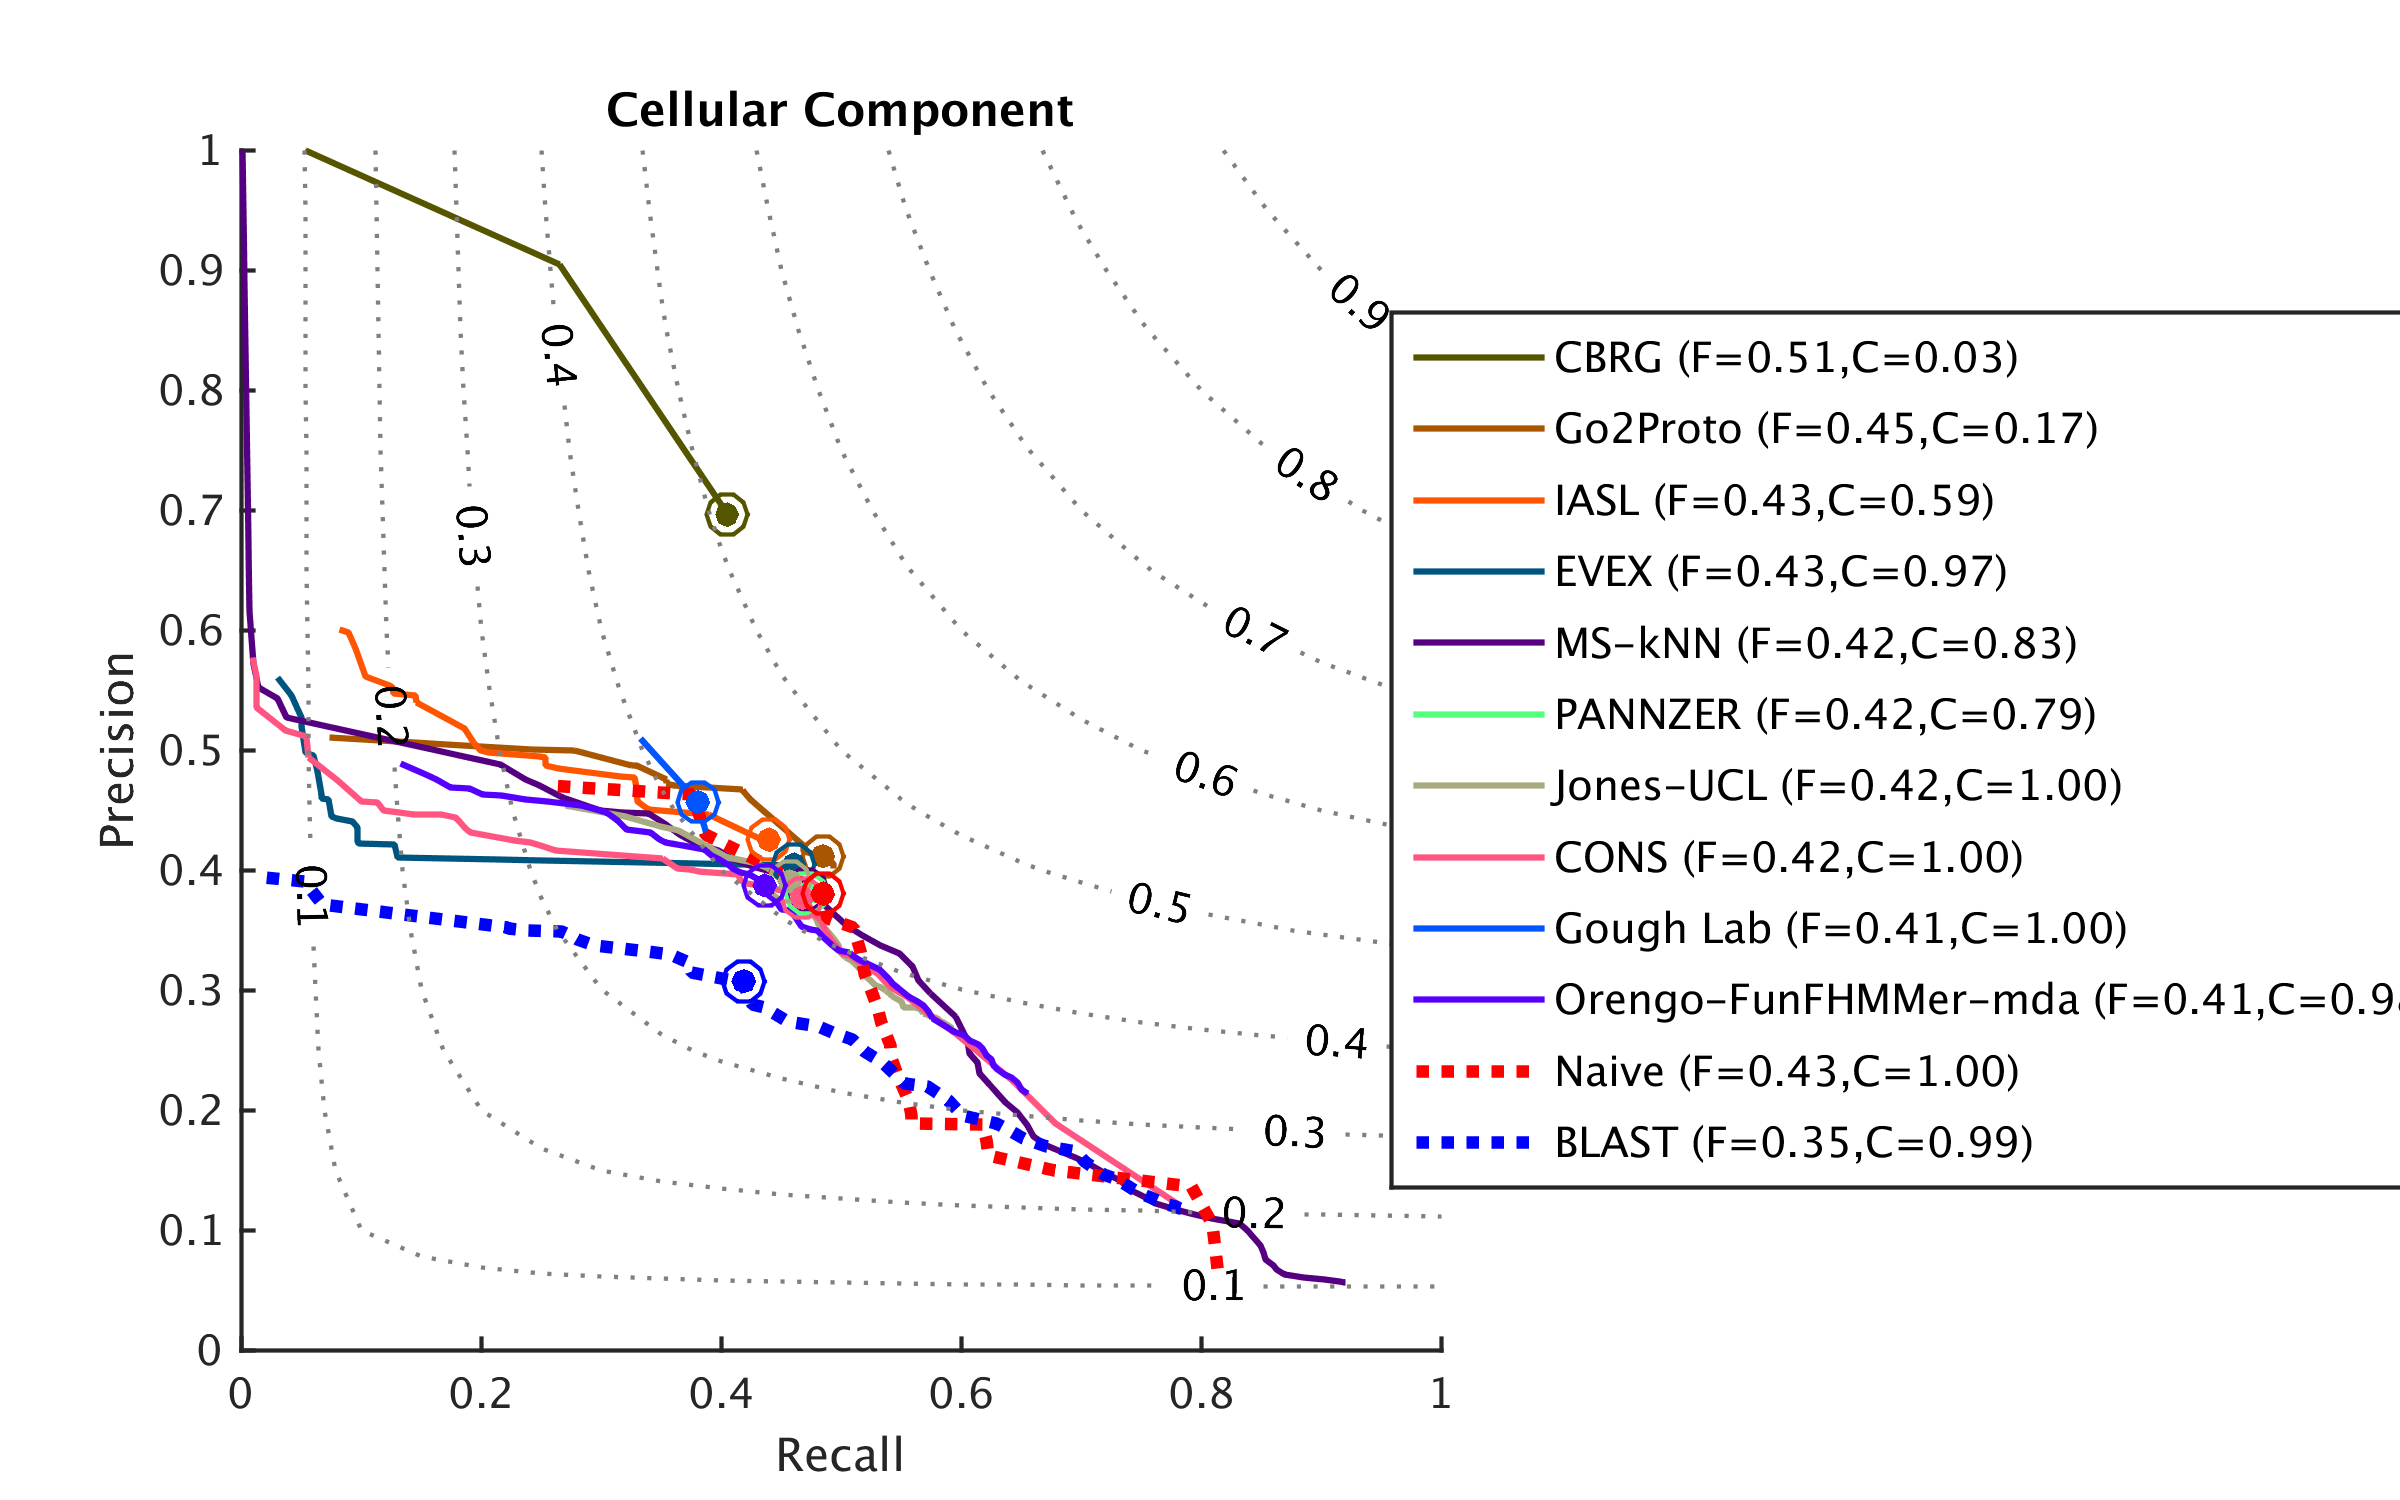 Cellular Component
Precision
1
0.9
0.8
0.7
0.6
0.5
0.4
0.3
0.2
0.1
0
0 0.2 0.4 0.6 0.8 1
Recall
0.4
0.3
0.2
0.1
0.9
0.8
0.7
0.6
0.5
0.4
0.3
0.2
0.1
CBRG (F=0.51,C=0.03)
Go2Proto (F=0.45,C=0.17)
IASL (F=0.43,C=0.59)
EVEX (F=0.43,C=0.97)
MS-kNN (F=0.42,C=0.83)
PANNZER (F=0.42,C=0.79)
Jones-UCL (F=0.42,C=1.00)
CONS (F=0.42,C=1.00)
Gough Lab (F=0.41,C=1.00)
Orengo-FunFHMMer-mda (F=0.41,C=0.9
Naive (F=0.43,C=1.00)
BLAST (F=0.35,C=0.99)